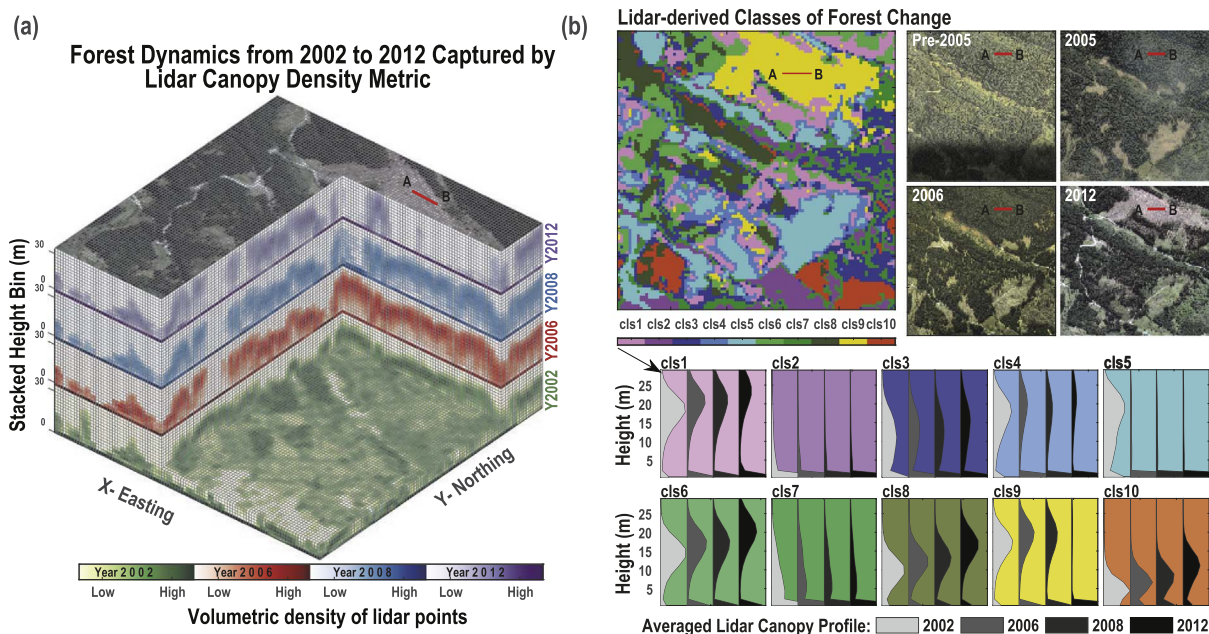 (a)
Forest Dynamics from 2002 to 2012 Captured by
Lidar Canopy Density Metric
A
B
Stacked Height Bin (m)
30
0
30
0
30
0
30
0
Y2012
Y2008
Y2006
Y2002
X- Easting
Y- Northing
Year 2002 Year 2006 Year 2008 Year 2012
Low High Low High Low High Low High
Volumetric density of lidar points
(b)
Lidar-derived Classes of Forest Change
A B
Pre-2005
A B
2005
A B
2006
A B
2012
A B
cls1 cls2 cls3 cls4 cls5 cls6 cls7 cls8 cls9 cls10
cls1 cls2 cls3 cls4 cls5
Height (m)
25
20
15
10
5
cls6 cls7 cls8 cls9 cls10
Height (m)
25
20
15
10
5
Averaged Lidar Canopy Profile: 2002 2006 2008 2012